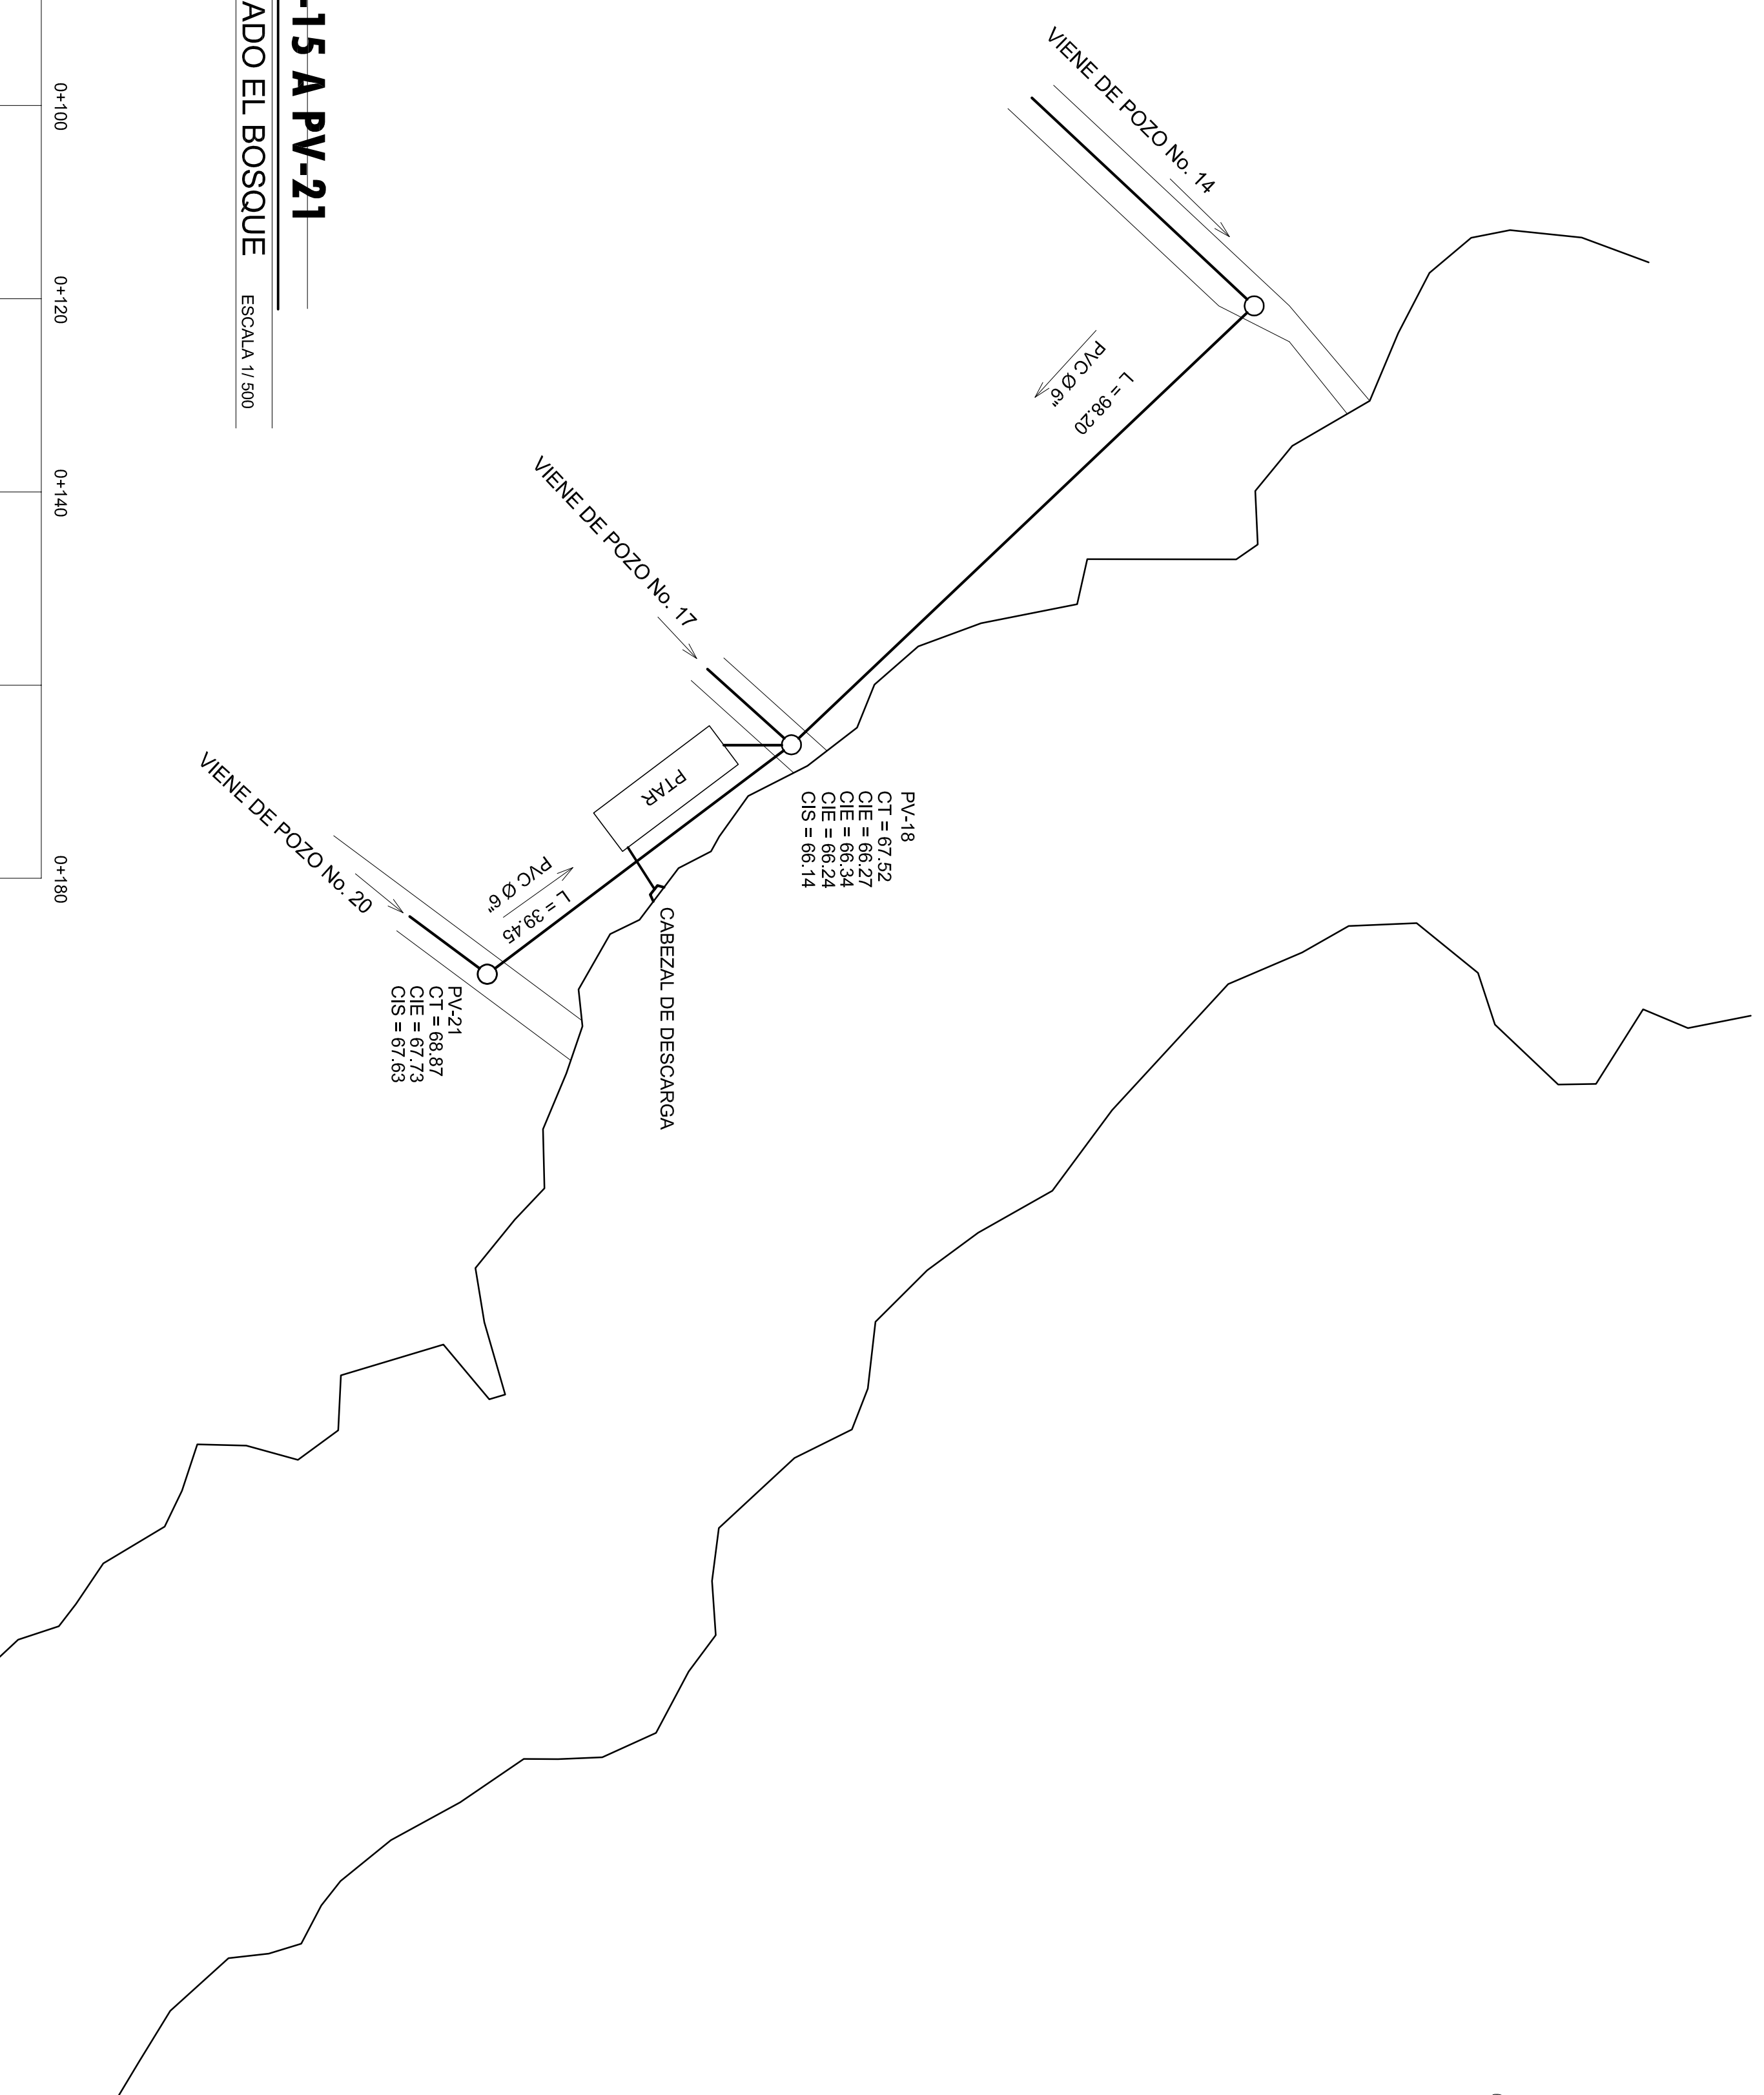 VIENE DE POZO No. 14
PVC Ø 6"
L = 98.20
VIENE DE POZO No. 17
PTAR
PV-18
CT = 67.52
CIE = 66.27
CIE = 66.34
CIE = 66.24
CIS = 66.14
CABEZAL DE DESCARGA
VIENE DE POZO No. 20
PVC Ø 6"
L = 39.45
PV-21
CT = 68.87
CIE = 67.73
CIS = 67.63
-15 A PV-21
ADO EL BOSQUE ESCALA 1/ 500
0+100 0+120 0+140 0+180